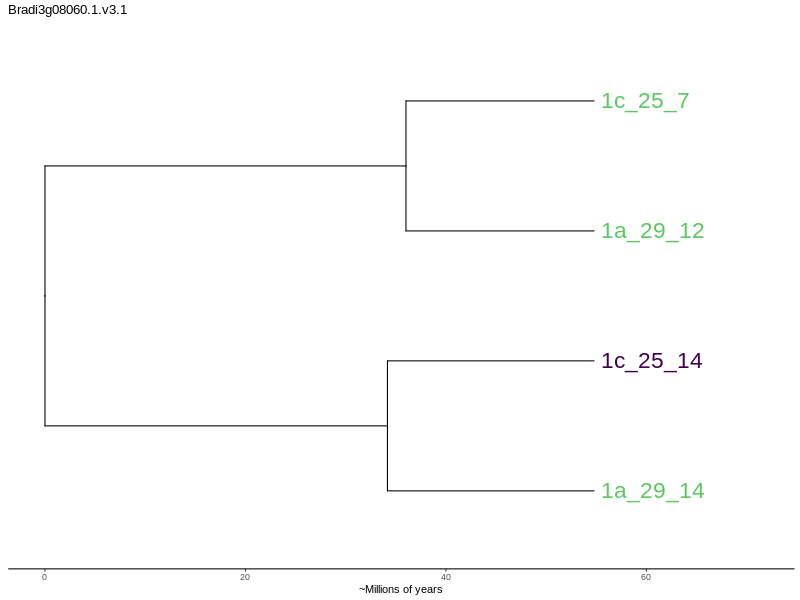 Bradi3g08060.1.v3.1
1c_25_7
1a_29_12
1c_25_14
1a_29_14
0 20 40 60
~Millions of years